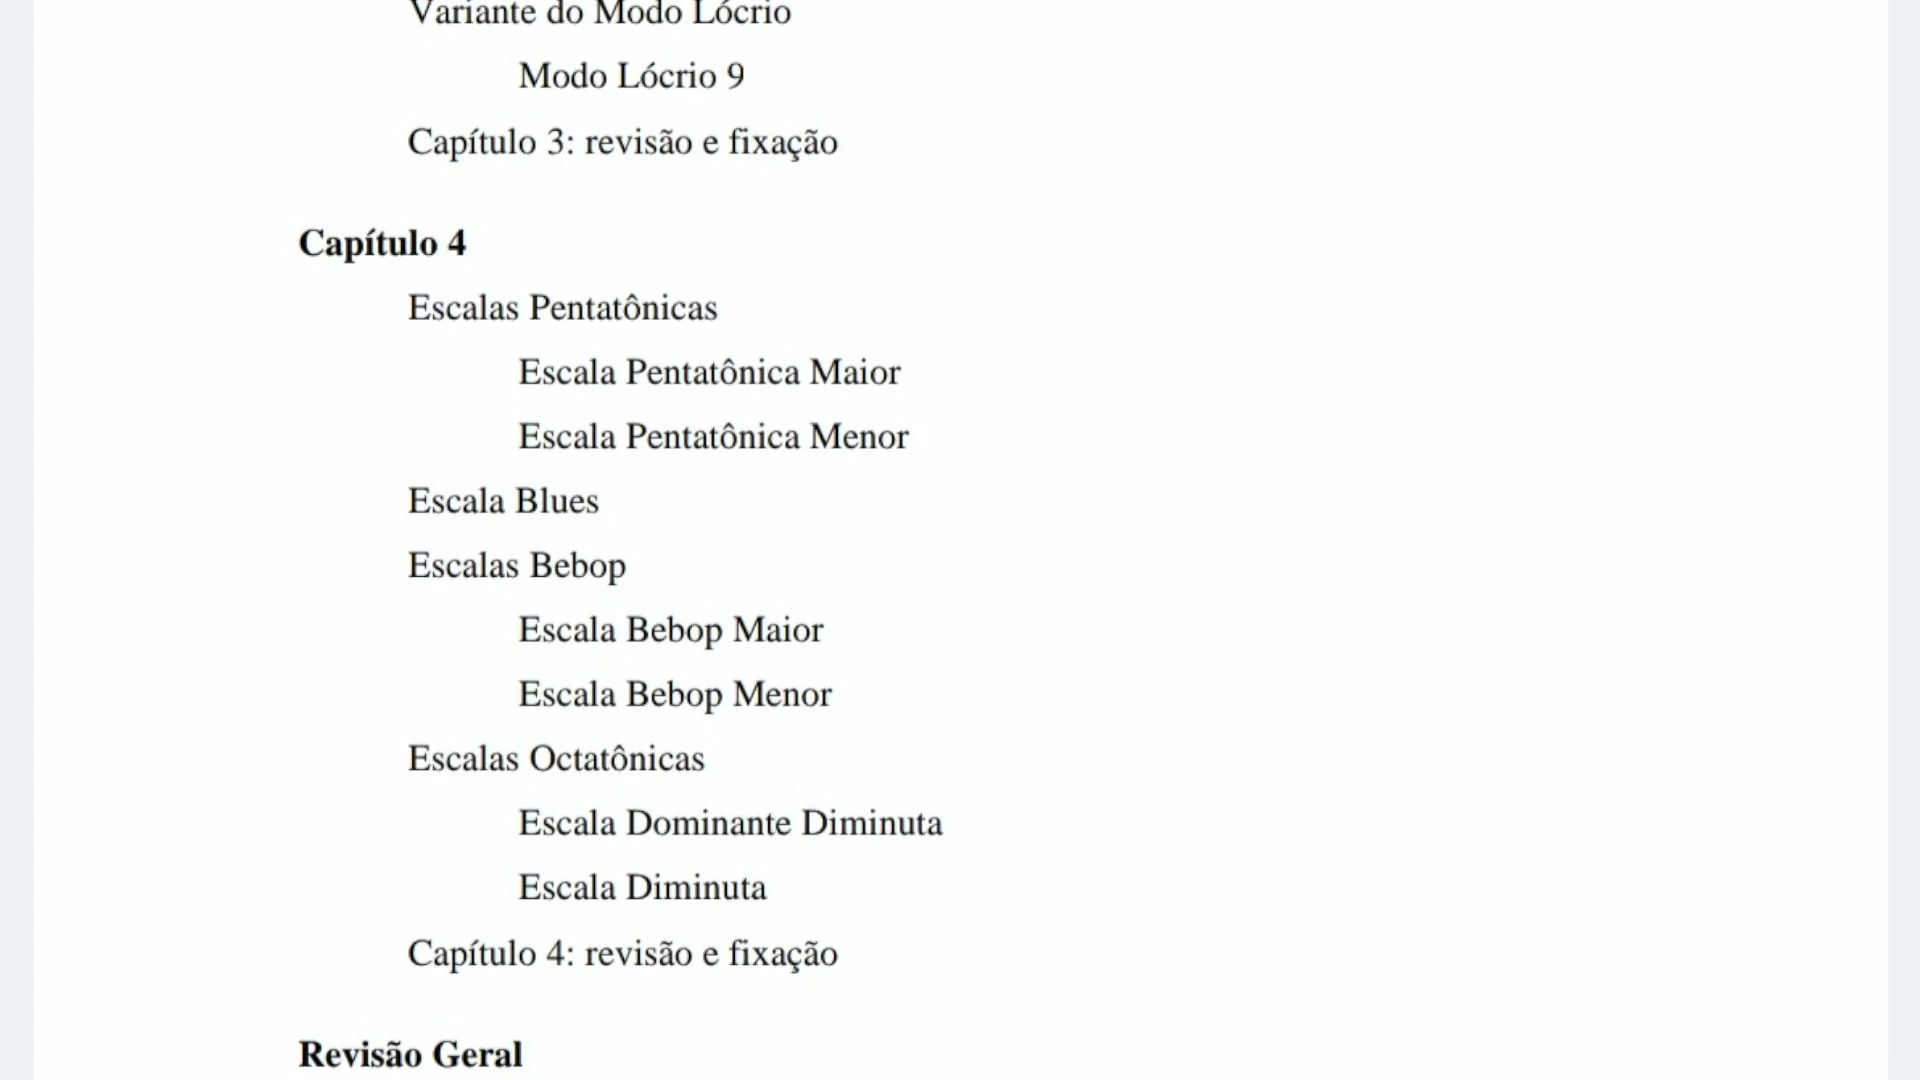 Variante do Modo Lócrio
Modo Lócrio 9
Capítulo 3: revisão e fixação
Capítulo 4
Escalas Pentatônicas
Escala Pentatônica Maior
Escala Pentatônica Menor
Escala Blues
Escalas Bebop
Escala Bebop Maior
Escala Bebop Menor
Escalas Octatônicas
Escala Dominante Diminuta
Escala Diminuta
Capítulo 4: revisão e fixação
Revisão Geral